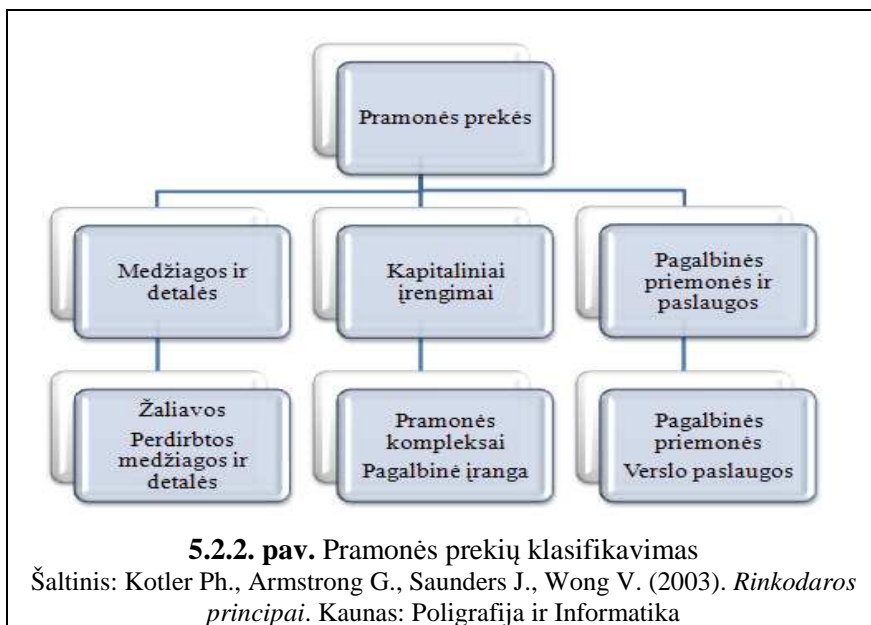 Pramonės prekės
Medžiagos ir
detalės
Kapitaliniai
įrengimai
Pagalbinės
priemonės ir
paslaugos
Žaliavos
Perdirbtos
medžiagos ir
detalės
Pramonės
kompleksai
Pagalbinė įranga
Pagalbinės
priemonės
Verslo paslaugos
5.2.2. pav. Pramonės prekių klasifikavimas
Šaltinis: Kotler Ph., Armstrong G., Saunders J., Wong V. (2003). Rinkodaros
principai. Kaunas: Poligrafija ir Informatika